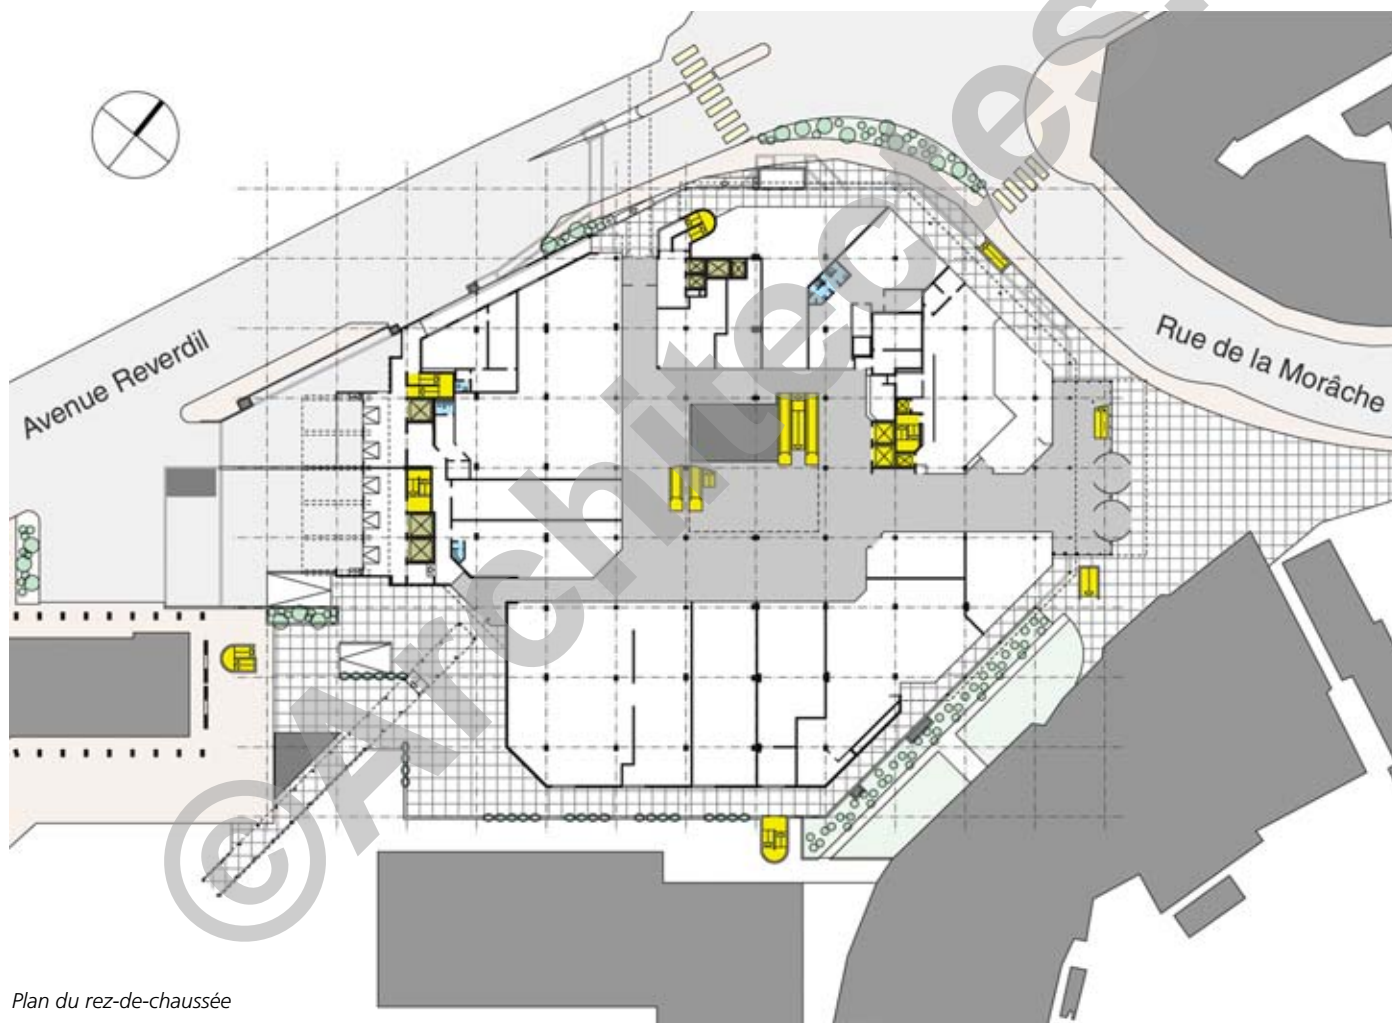 Avenue Reverdil
Rue de la Morâche
©Architectes.
Plan du rez-de-chaussée